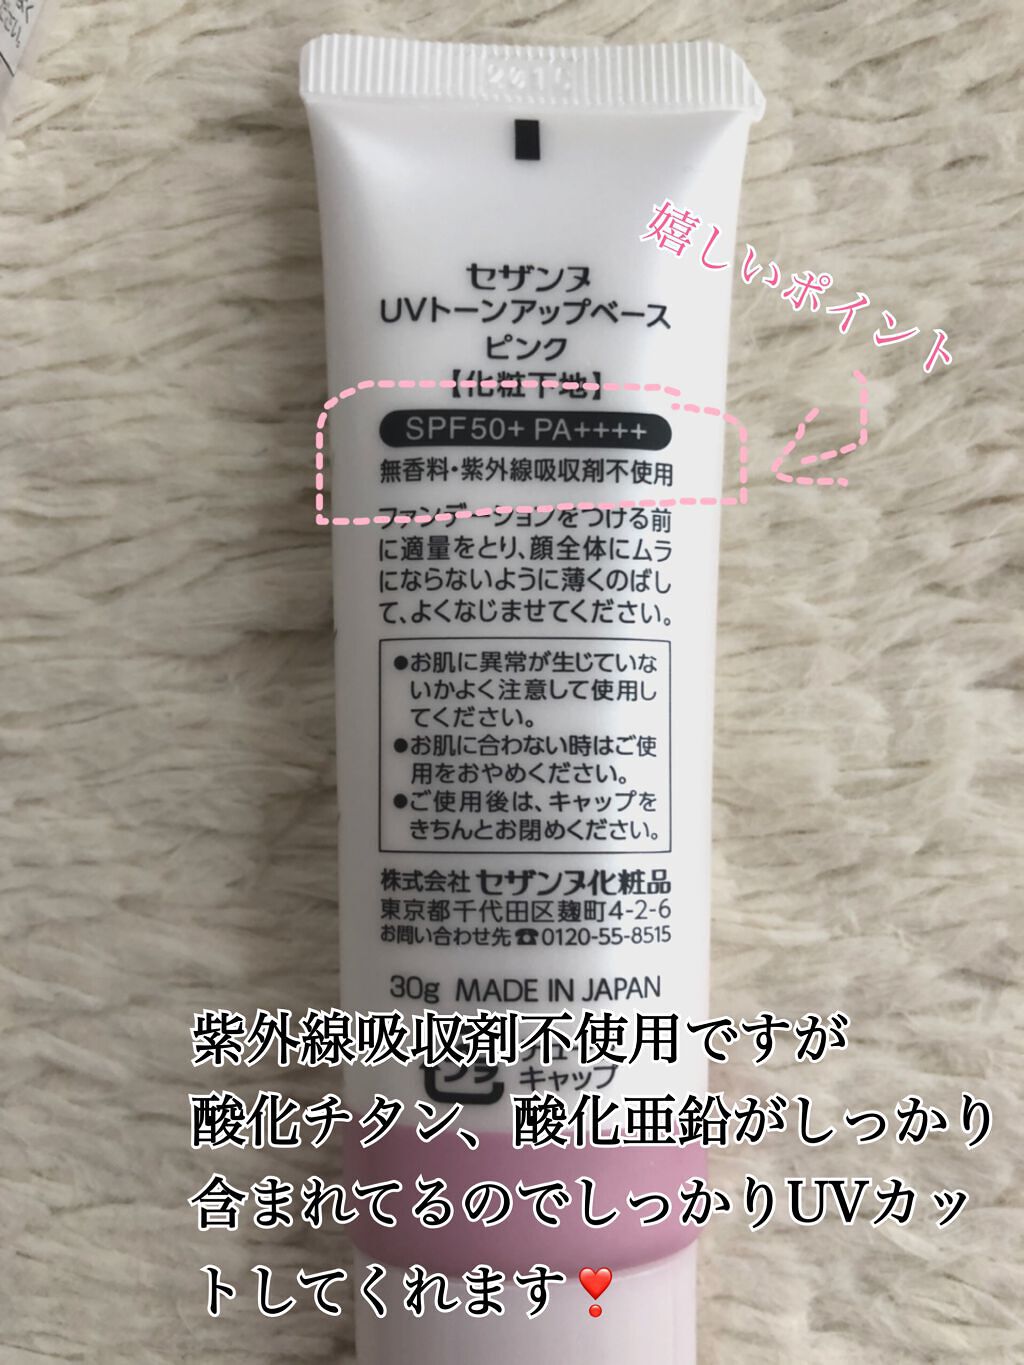 セザンヌ
UVトーンアップベース
ピンク
【化粧下地】
嬉しいポイント
SPF50+ PA++++
無香料・紫外線吸収剤不使用
ファンデーションをつける前
に適量をとり、顔全体にムラ
にならないように薄くのばし
て、よくなじませてください。
●お肌に異常が生じていな
いかよく注意して使用し
てください。
●お肌に合わない時はご使
用をおやめください。
●ご使用後は、キャップを
きちんとお閉めください。
株式会社 セザンヌ化粧品
東京都千代田区麹町4-2-6
お問い合わせ先☎0120-55-8515
30g MADE IN JAPAN
キャップ
紫外線吸収剤不使用ですが
酸化チタン、酸化亜鉛がしっかり
含まれてるのでしっかりUVカッ
トしてくれます❣